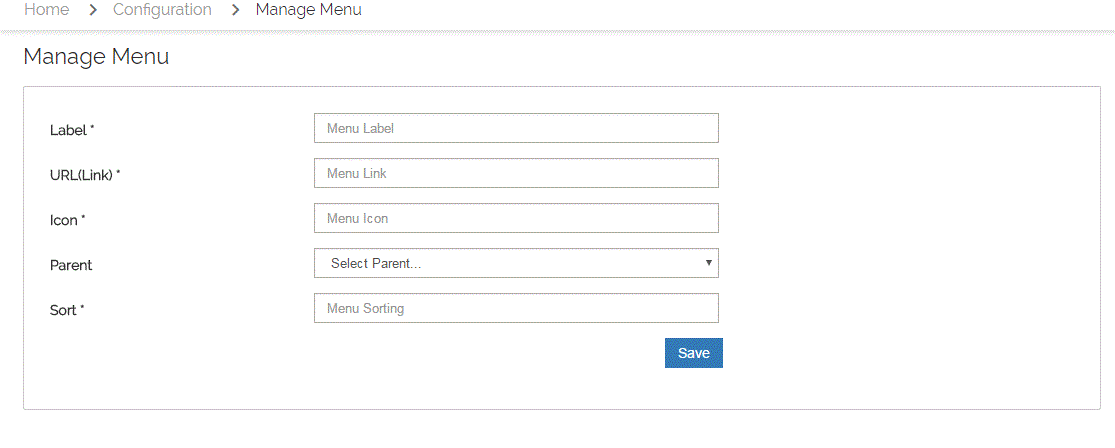 Home > Configuration > Manage Menu
Manage Menu
Label * Menu Label
URL(Link) * Menu Link
Icon * Menu Icon
Parent Select Parent...
Sort * Menu Sorting
Save